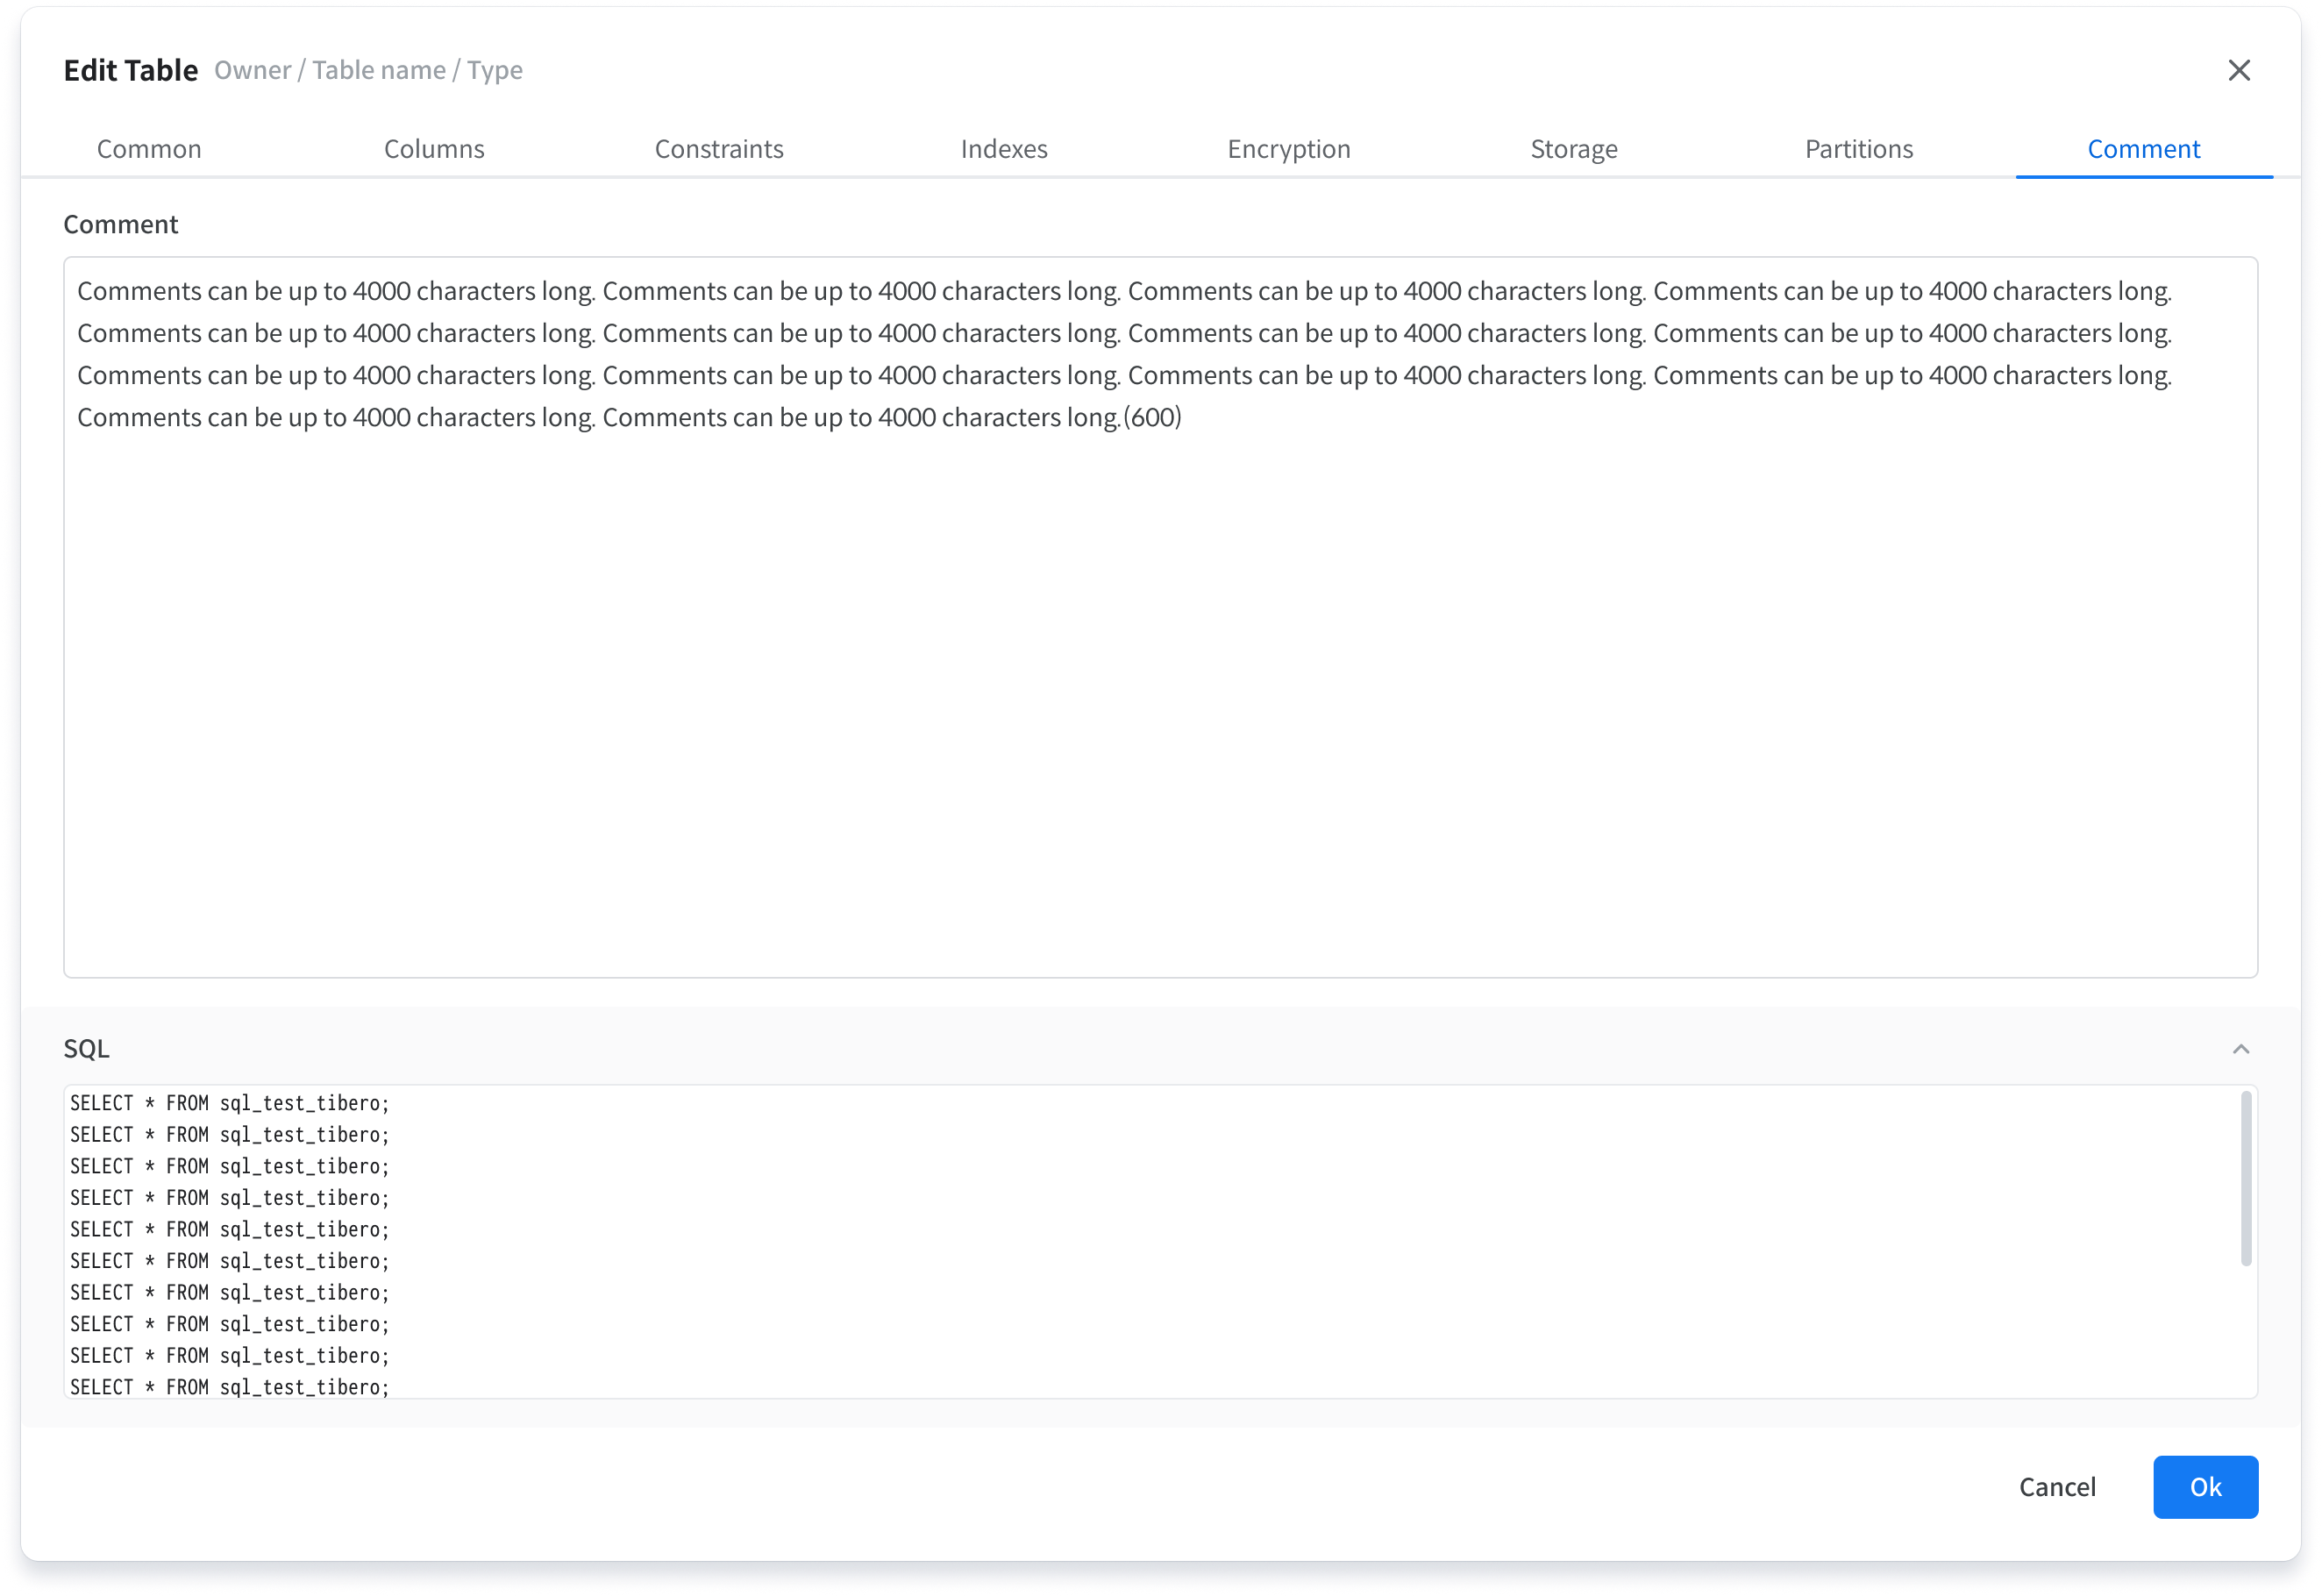 Edit Table Owner / Table name / Type
Common Columns Constraints Indexes Encryption Storage Partitions Comment
Comment
Comments can be up to 4000 characters long. Comments can be up to 4000 characters long. Comments can be up to 4000 characters long. Comments can be up to 4000 characters long.
Comments can be up to 4000 characters long. Comments can be up to 4000 characters long. Comments can be up to 4000 characters long. Comments can be up to 4000 characters long.
Comments can be up to 4000 characters long. Comments can be up to 4000 characters long. Comments can be up to 4000 characters long. Comments can be up to 4000 characters long.
Comments can be up to 4000 characters long. Comments can be up to 4000 characters long.(600)
SQL
SELECT * FROM sql_test_tibero;
SELECT * FROM sql_test_tibero;
SELECT * FROM sql_test_tibero;
SELECT * FROM sql_test_tibero;
SELECT * FROM sql_test_tibero;
SELECT * FROM sql_test_tibero;
SELECT * FROM sql_test_tibero;
SELECT * FROM sql_test_tibero;
SELECT * FROM sql_test_tibero;
SELECT * FROM sql_test_tibero;
Cancel Ok